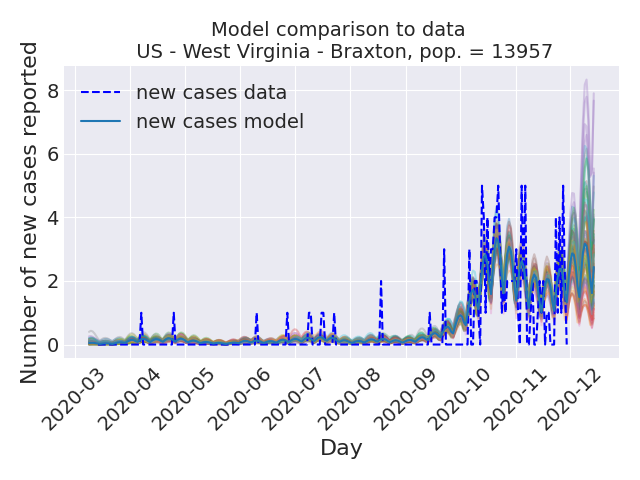 Model comparison to data
US - West Virginia - Braxton, pop. = 13957
new cases data
new cases model
Number of new cases reported
8
6
4
2
0
2020-03
2020-04
2020-05
2020-06
2020-07
2020-08
2020-09
2020-10
2020-11
2020-12
Day